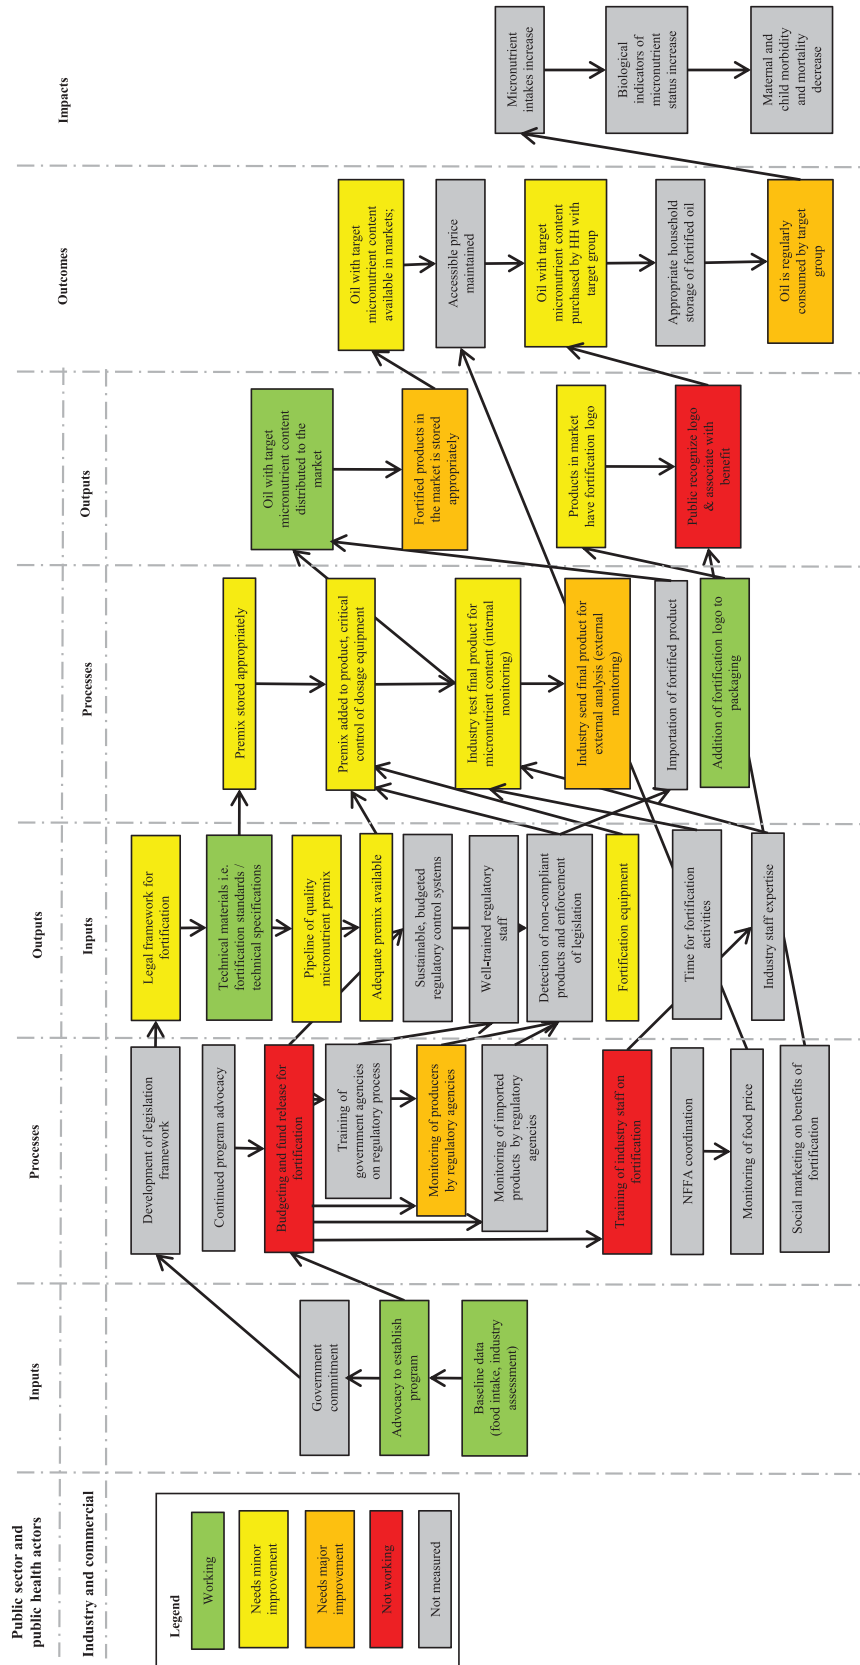 Public sector and
public health actors
Industry and commercial
Inputs
Processes
Outputs
Inputs
Processes
Outputs
Outcomes
Impacts
Legend
Working
Needs minor
improvement
Needs major
improvement
Not working
Not measured
Government
commitment
Advocacy to establish
program
Baseline data
(food intake, industry
assessment)
Development of legislation
framework
Continued program advocacy
Budgeting and fund release for
fortification
Training of
government agencies
on regulatory process
Monitoring of producers
by regulatory agencies
Monitoring of imported
products by regulatory
agencies
Training of industry staff on
fortification
NFFA coordination
Monitoring of food price
Social marketing on benefits of
fortification
Legal framework for
fortification
Technical materials i.e.
fortification standards /
technical specifications
Pipeline of quality
micronutrient premix
Adequate premix available
Sustainable, budgeted
regulatory control systems
Well-trained regulatory
staff
Detection of non-compliant
products and enforcement
of legislation
Fortification equipment
Time for fortification
activities
Industry staff expertise
Premix stored appropriately
Premix added to product, critical
control of dosage equipment
Industry test final product for
micronutrient content (internal
monitoring)
Industry send final product for
external analysis (external
monitoring)
Importation of fortified product
Addition of fortification logo to
packaging
Oil with target
micronutrient content
distributed to the
market
Fortified products in
the market is stored
appropriately
Products in market
have fortification logo
Public recognize logo
& associate with
benefit
Oil with target
micronutrient content
available in markets;
Accessible price
maintained
Oil with target
micronutrient content
purchased by HH with
target group
Appropriate household
storage of fortified oil
Oil is regularly
consumed by target
group
Micronutrient
intakes increase
Biological
indicators of
micronutrient
status increase
Maternal and
child morbidity
and mortality
decrease